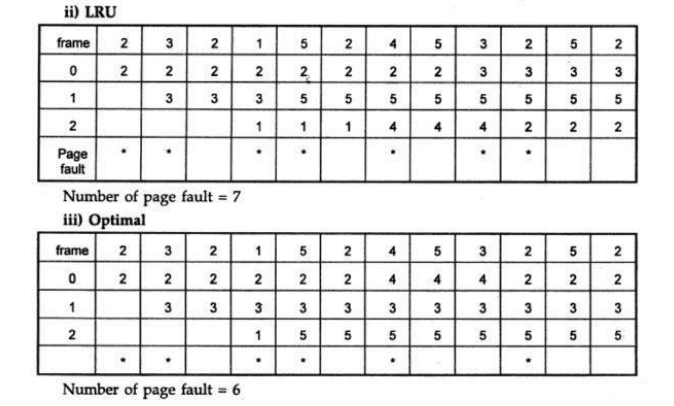 ii) LRU
frame 2 3 2 1 5 2 4 5 3 2 5 2
0 2 2 2 2 2 2 2 2 3 3 3 3
1 3 3 3 5 5 5 5 5 5 5 5
2 1 1 1 4 4 4 2 2 2
Page * * * * * * *
fault
Number of page fault = 7
iii) Optimal
frame 2 3 2 1 5 2 4 5 3 2 5 2
0 2 2 2 2 2 2 4 4 4 2 2 2
1 3 3 3 3 3 3 3 3 3 3 3
2 1 5 5 5 5 5 5 5 5
* * * * * *
Number of page fault = 6